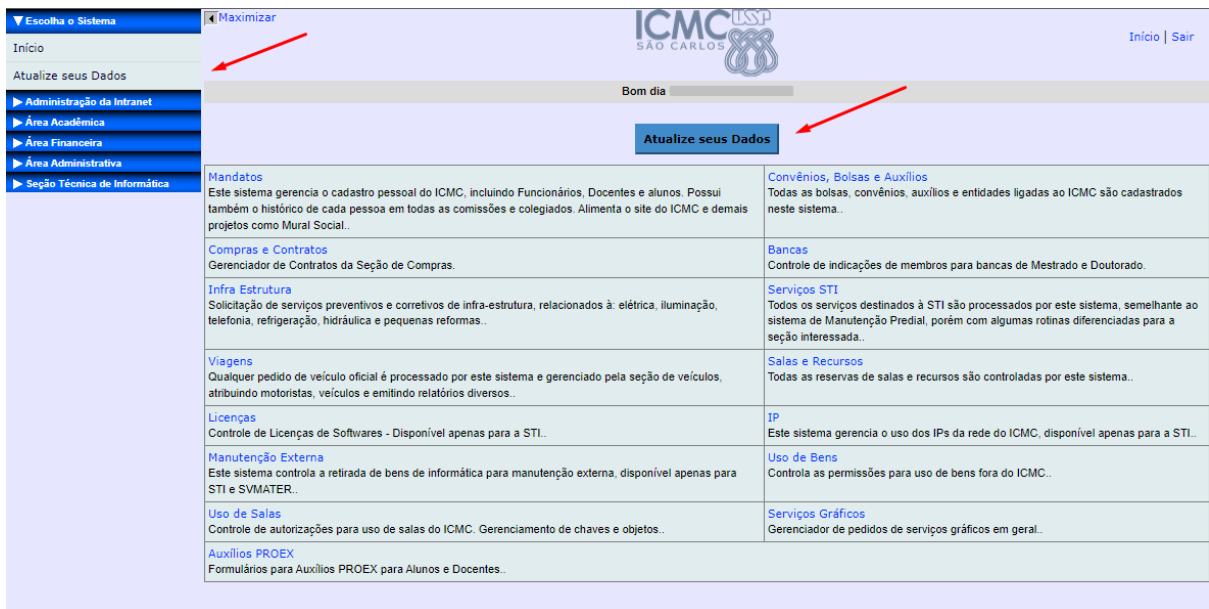 Escolha o Sistema
Início
Atualize seus Dados
Administração da Intranet
Área Acadêmica
Área Financeira
Área Administrativa
Seção Técnica de Informática
Maximizar
ICMC USP
SÃO CARLOS
Início | Sair
Bom dia
Atualize seus Dados
Mandatos
Este sistema gerencia o cadastro pessoal do ICMC, incluindo Funcionários, Docentes e alunos. Possui
também o histórico de cada pessoa em todas as comissões e colegiados. Alimenta o site do ICMC e demais
projetos como Mural Social..
Convênios, Bolsas e Auxílios
Todas as bolsas, convênios, auxílios e entidades ligadas ao ICMC são cadastrados
neste sistema..
Compras e Contratos
Gerenciador de Contratos da Seção de Compras.
Bancas
Controle de indicações de membros para bancas de Mestrado e Doutorado.
Infra Estrutura
Solicitação de serviços preventivos e corretivos de infra-estrutura, relacionados à: elétrica, iluminação,
telefonia, refrigeração, hidráulica e pequenas reformas..
Serviços STI
Todos os serviços destinados à STI são processados por este sistema, semelhante ao
sistema de Manutenção Predial, porém com algumas rotinas diferenciadas para a
seção interessada..
Viagens
Qualquer pedido de veículo oficial é processado por este sistema e gerenciado pela seção de veículos,
atribuindo motoristas, veículos e emitindo relatórios diversos..
Salas e Recursos
Todas as reservas de salas e recursos são controladas por este sistema..
Licenças
Controle de Licenças de Softwares - Disponível apenas para a STI..
IP
Este sistema gerencia o uso dos IPs da rede do ICMC, disponível apenas para a STI..
Manutenção Externa
Este sistema controla a retirada de bens de informática para manutenção externa, disponível apenas para
STI e SVMATER..
Uso de Bens
Controla as permissões para uso de bens fora do ICMC..
Uso de Salas
Controle de autorizações para uso de salas do ICMC. Gerenciamento de chaves e objetos..
Serviços Gráficos
Gerenciador de pedidos de serviços gráficos em geral..
Auxílios PROEX
Formulários para Auxílios PROEX para Alunos e Docentes..